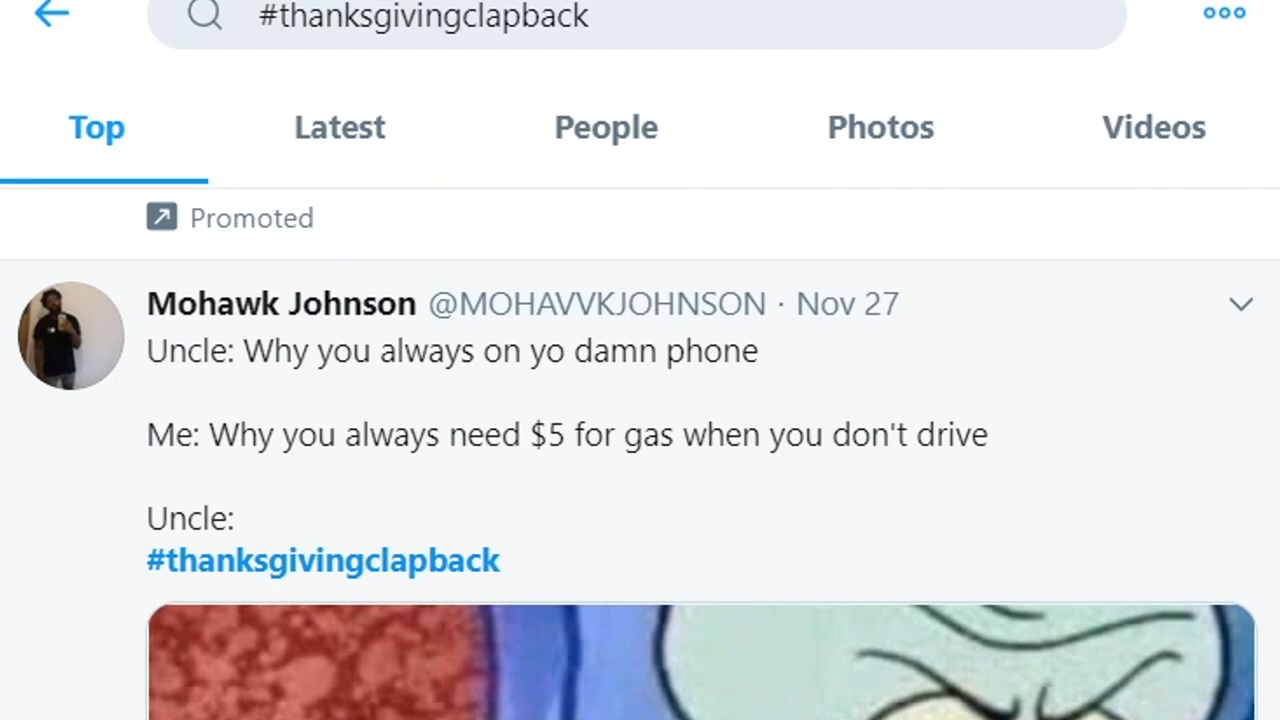 #thanksgivingclapback
Top Latest People Photos Videos
Promoted
Mohawk Johnson @MOHAVVKJOHNSON · Nov 27
Uncle: Why you always on yo damn phone
Me: Why you always need $5 for gas when you don't drive
Uncle:
#thanksgivingclapback